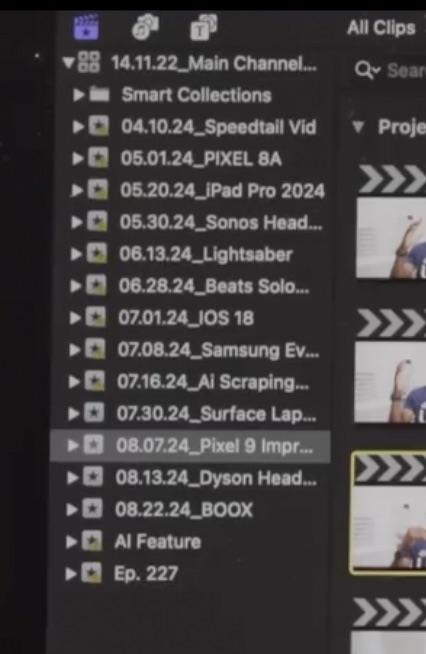 All Clips
14.11.22_Main Channel...
Sear
Smart Collections
Proje
04.10.24_Speedtail Vid
05.01.24_PIXEL 8A
05.20.24_iPad Pro 2024
05.30.24_Sonos Head...
06.13.24_Lightsaber
06.28.24_Beats Solo...
07.01.24_IOS 18
07.08.24_Samsung Ev...
07.16.24_Ai Scraping...
07.30.24_Surface Lap...
08.07.24_Pixel 9 Impr...
08.13.24_Dyson Head...
08.22.24_BOOX
AI Feature
Ep. 227